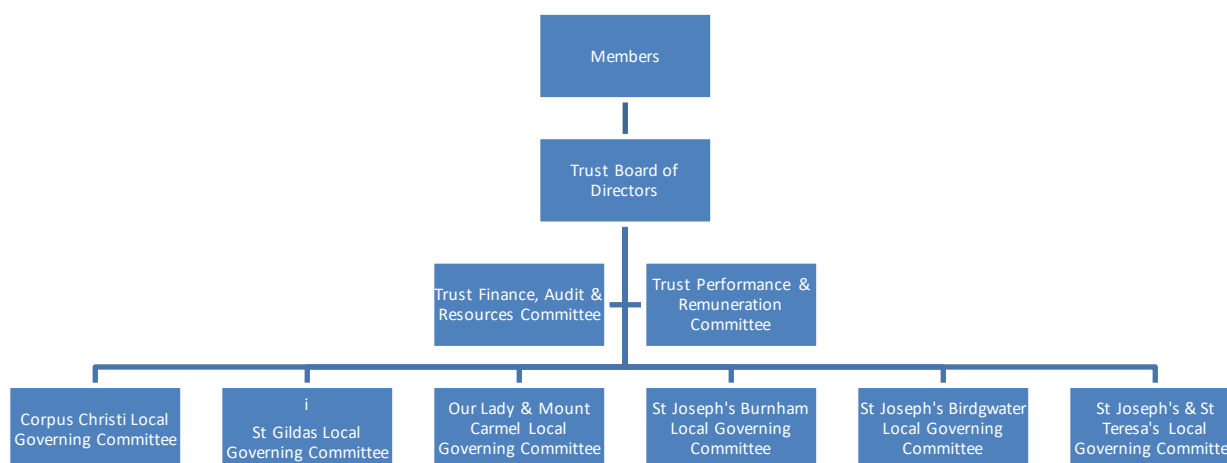 Members
Trust Board of
Directors
Trust Finance, Audit &
Resources Committee
Trust Performance &
Remuneration
Committee
Corpus Christi Local
Governing Committee
i
St Gildas Local
Governing Committee
Our Lady & Mount
Carmel Local
Governing Committee
St Joseph's Burnham
Local Governing
Committee
St Joseph's Birdgwater
Local Governing
Committee
St Joseph's & St
Teresa's Local
Governing Committe